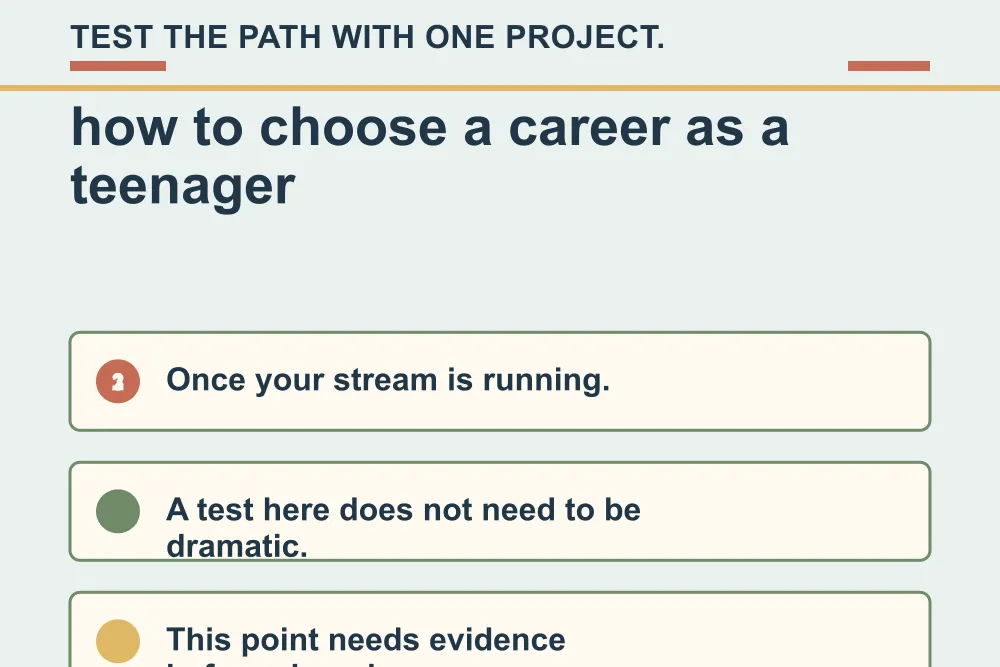 TEST THE PATH WITH ONE PROJECT.
how to choose a career as a
teenager
Once your stream is running.
A test here does not need to be
dramatic.
This point needs evidence